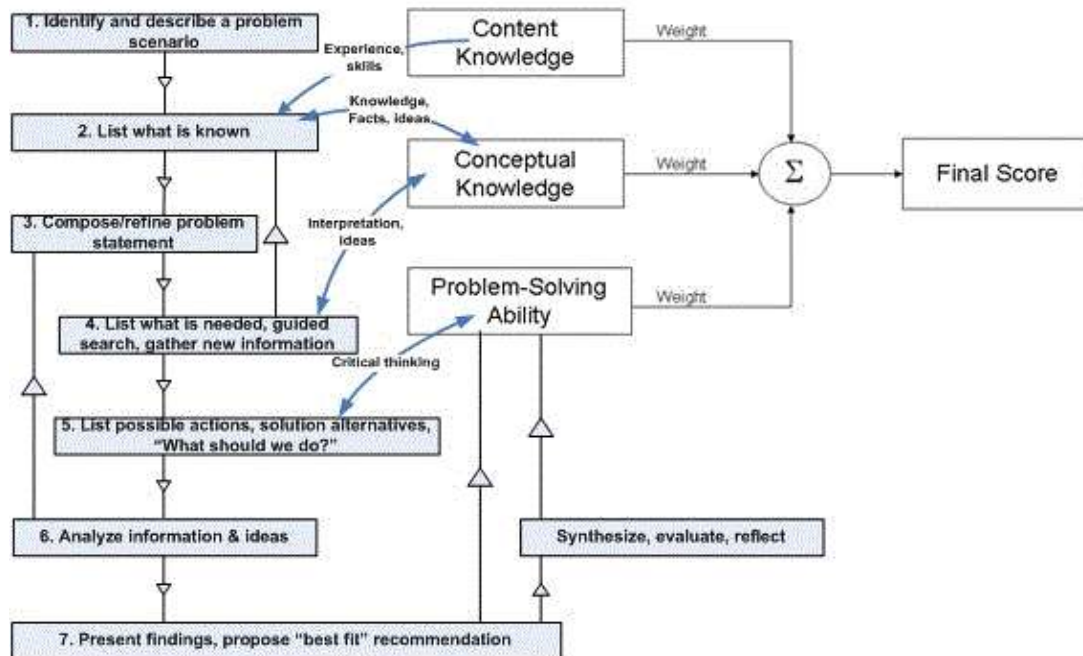 1. Identify and describe a problem
scenario
Content
Knowledge
Weight
Experience,
skills
Knowledge,
Facts, ideas
2. List what is known
Conceptual
Knowledge
Weight
Σ
Final Score
3. Compose/refine problem
statement
Interpretation,
ideas
Problem-Solving
Ability
Weight
4. List what is needed, guided
search, gather new information
Critical thinking
5. List possible actions, solution alternatives,
“What should we do?”
6. Analyze information & ideas
Synthesize, evaluate, reflect
7. Present findings, propose “best fit” recommendation